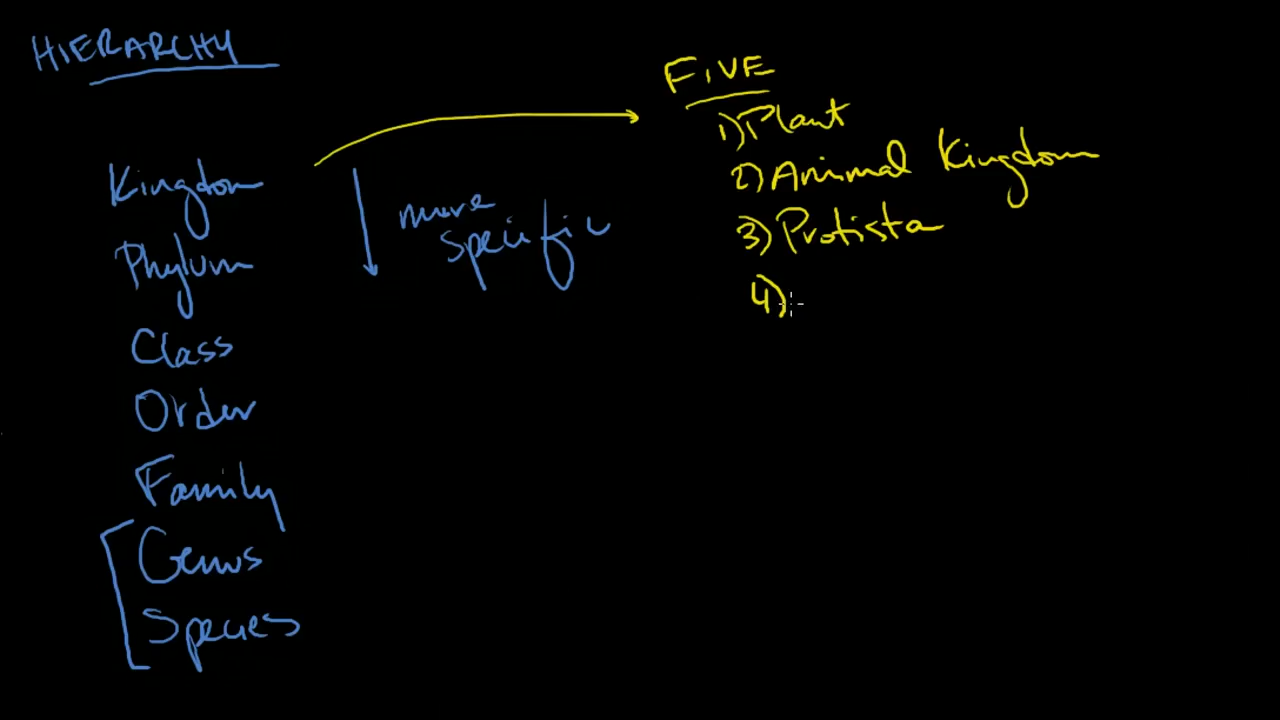 HIERARCHY
Kingdom
Phylum
Class
Order
Family
Genus
Species
more
specific
FIVE
1) Plant
2) Animal Kingdom
3) Protista
4)